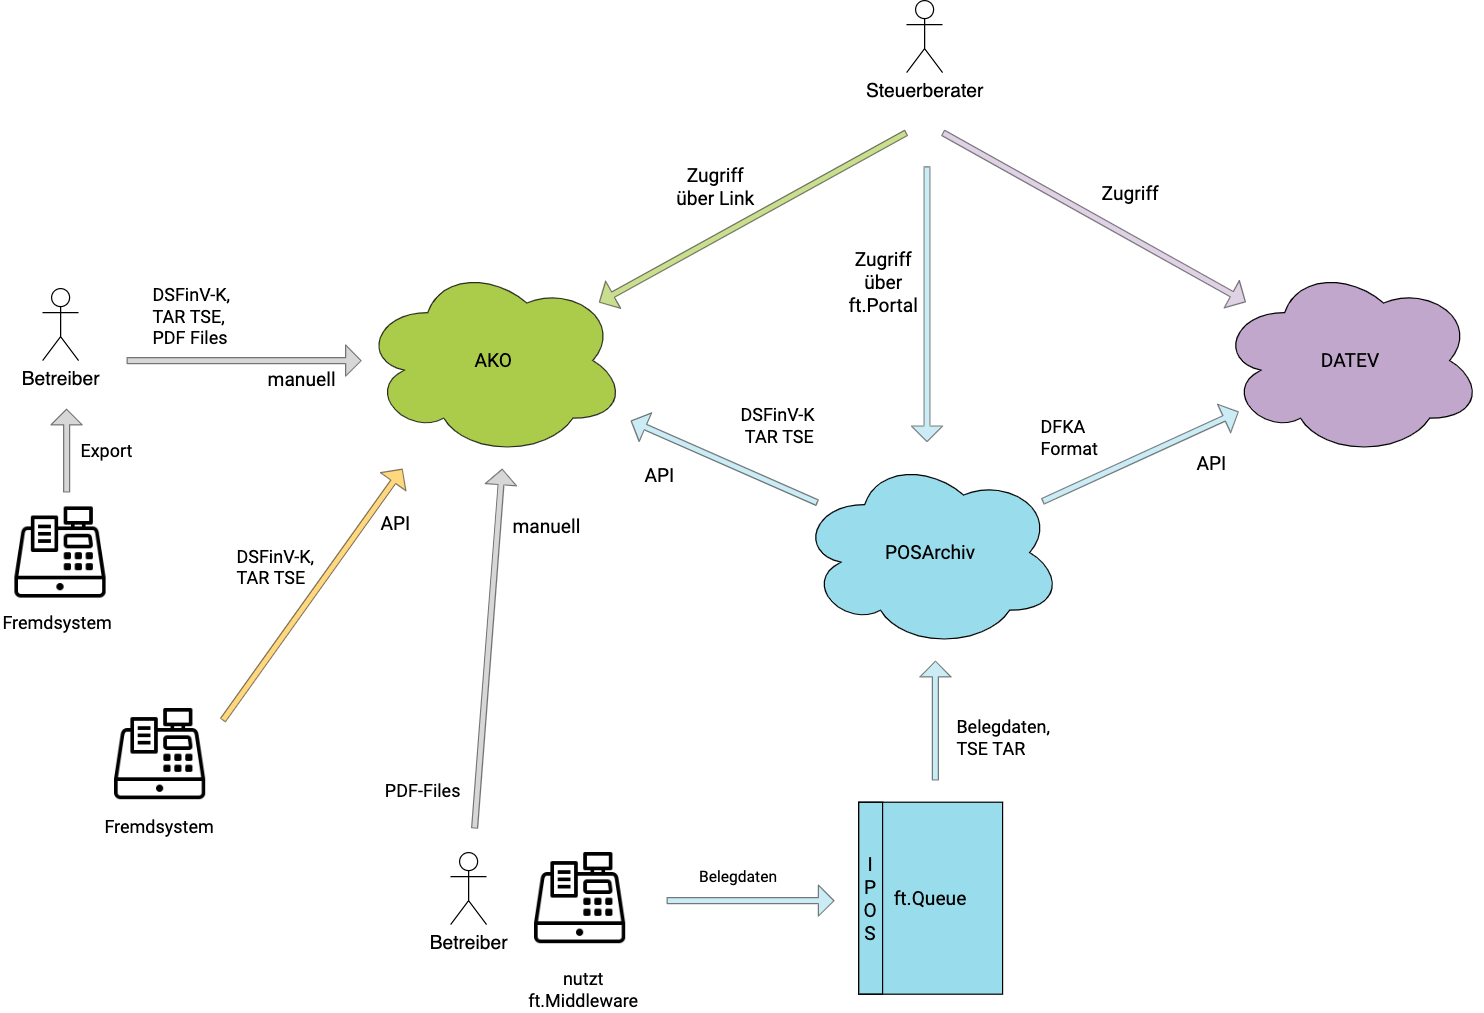 Steuerberater
Zugriff
über Link
Zugriff
Zugriff
über
ft.Portal
DSFinV-K,
TAR TSE,
PDF Files
manuell
Betreiber
AKO
DATEV
Export
DSFinV-K
TAR TSE
API
DFKA
Format
API
Fremdsystem
DSFinV-K,
TAR TSE
API
manuell
POSArchiv
Fremdsystem
PDF-Files
Belegdaten,
TSE TAR
Betreiber
nutzt
ft.Middleware
Belegdaten
I
P
O
S
ft.Queue